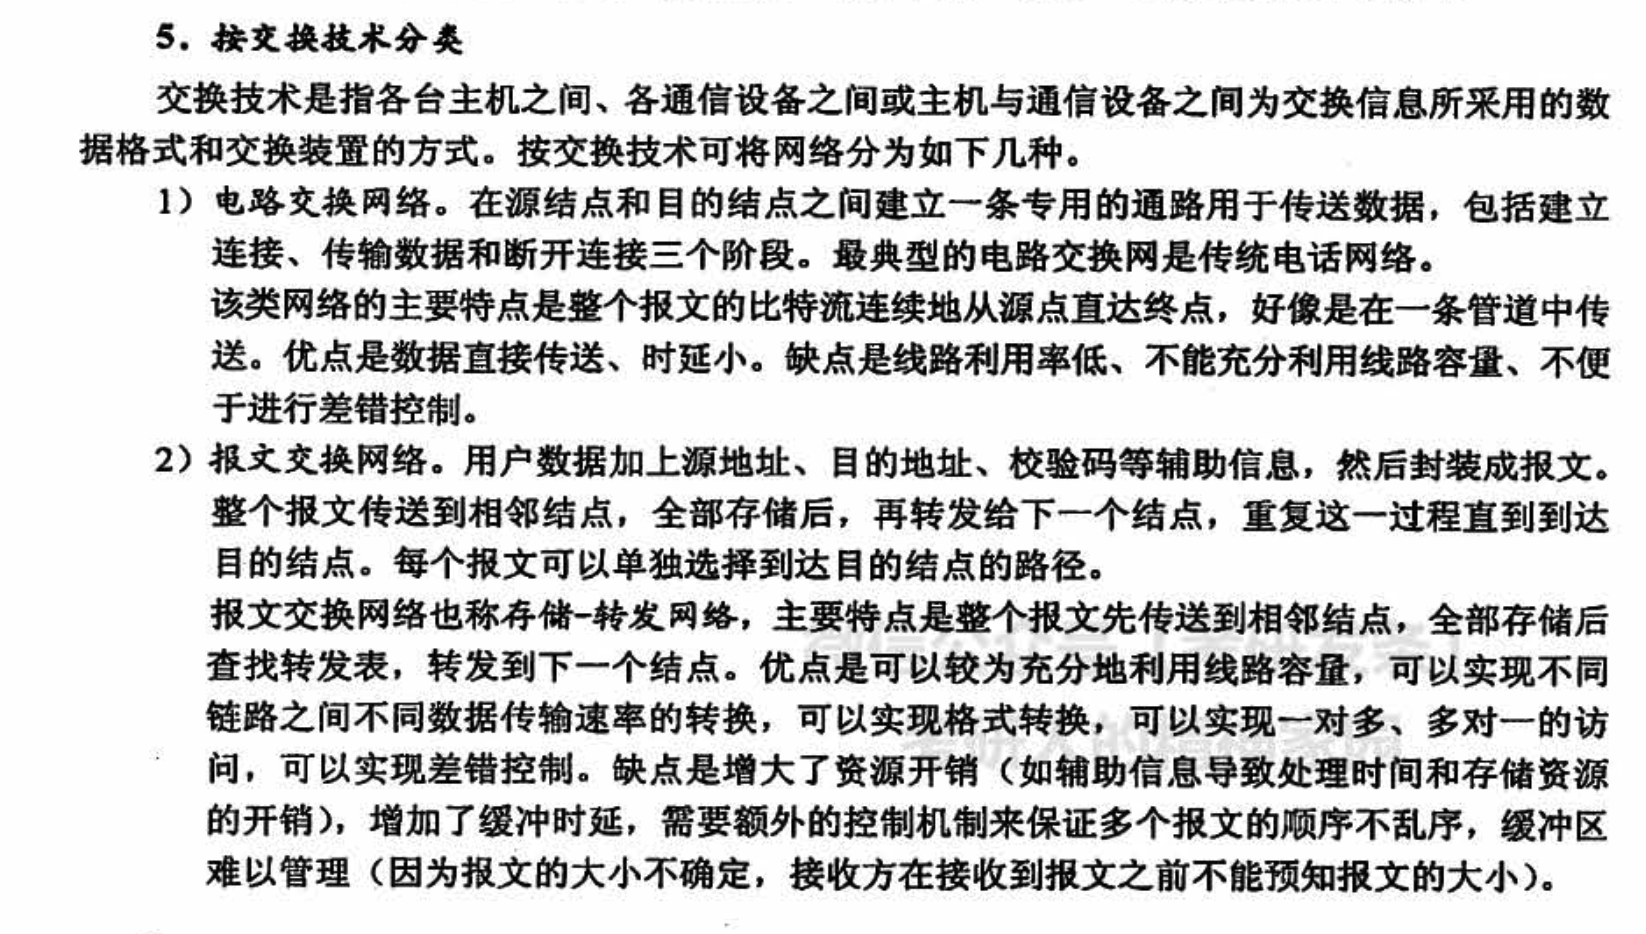 5．按交换技术分类
交换技术是指各台主机之间、各通信设备之间或主机与通信设备之间为交换信息所采用的数
据格式和交换装置的方式。按交换技术可将网络分为如下几种。
1）电路交换网络。在源结点和目的结点之间建立一条专用的通路用于传送数据，包括建立
连接、传输数据和断开连接三个阶段。最典型的电路交换网是传统电话网络。
该类网络的主要特点是整个报文的比特流连续地从源点直达终点，好像是在一条管道中传
送。优点是数据直接传送、时延小。缺点是线路利用率低、不能充分利用线路容量、不便
于进行差错控制。
2）报文交换网络。用户数据加上源地址、目的地址、校验码等辅助信息，然后封装成报文。
整个报文传送到相邻结点，全部存储后，再转发给下一个结点，重复这一过程直到到达
目的结点。每个报文可以单独选择到达目的结点的路径。
报文交换网络也称存储-转发网络，主要特点是整个报文先传送到相邻结点，全部存储后
查找转发表，转发到下一个结点。优点是可以较为充分地利用线路容量，可以实现不同
链路之间不同数据传输速率的转换，可以实现格式转换，可以实现一对多、多对一的访
问，可以实现差错控制。缺点是增大了资源开销（如辅助信息导致处理时间和存储资源
的开销），增加了缓冲时延，需要额外的控制机制来保证多个报文的顺序不乱序，缓冲区
难以管理（因为报文的大小不确定，接收方在接收到报文之前不能预知报文的大小）。